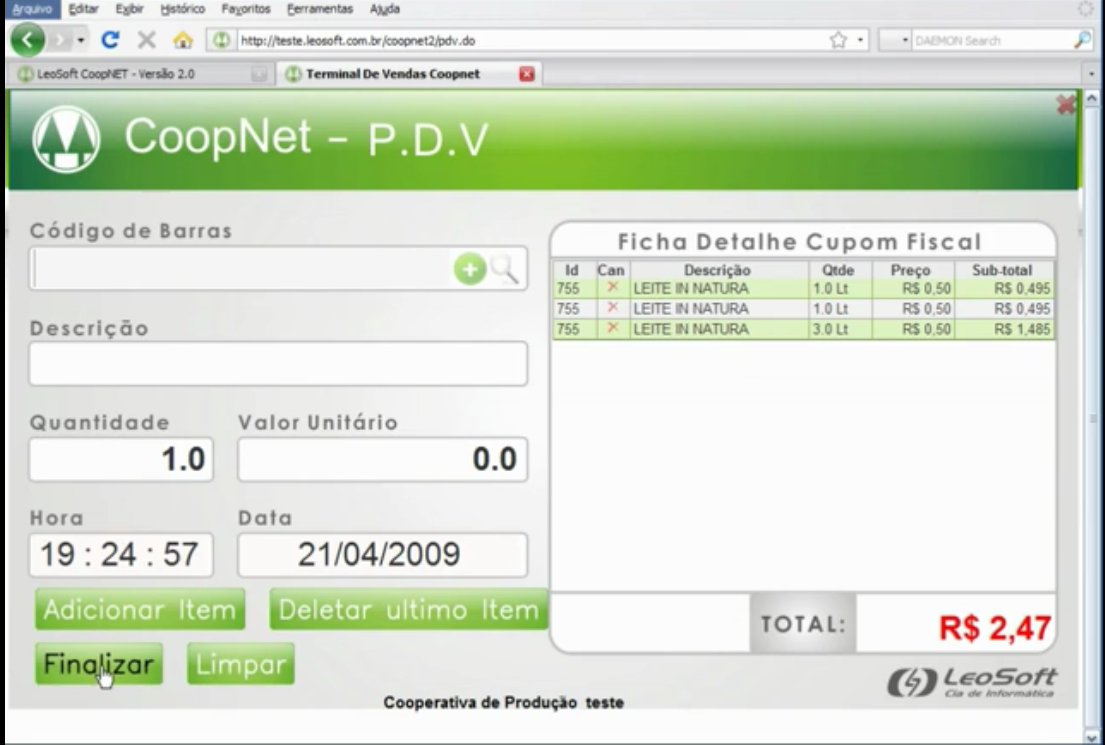 Arquivo Editar Exibir Histórico Favoritos Ferramentas Ajuda
http://teste.leosoft.com.br/coopnet2/pdv.do
DAEMON Search
LeoSoft CoopNET - Versão 2.0
Terminal De Vendas Coopnet
CoopNet - P.D.V
Código de Barras
Descrição
Quantidade Valor Unitário
1.0 0.0
Hora Data
19 : 24 : 57 21/04/2009
Adicionar Item Deletar ultimo Item
Finalizar Limpar
Ficha Detalhe Cupom Fiscal
Id Can Descrição Qtde Preço Sub-total
755 LEITE IN NATURA 1.0 Lt R$ 0,50 R$ 0,495
755 LEITE IN NATURA 1.0 Lt R$ 0,50 R$ 0,495
755 LEITE IN NATURA 3.0 Lt R$ 0,50 R$ 1,485
TOTAL: R$ 2,47
LeoSoft
Cia de Informática
Cooperativa de Produção teste